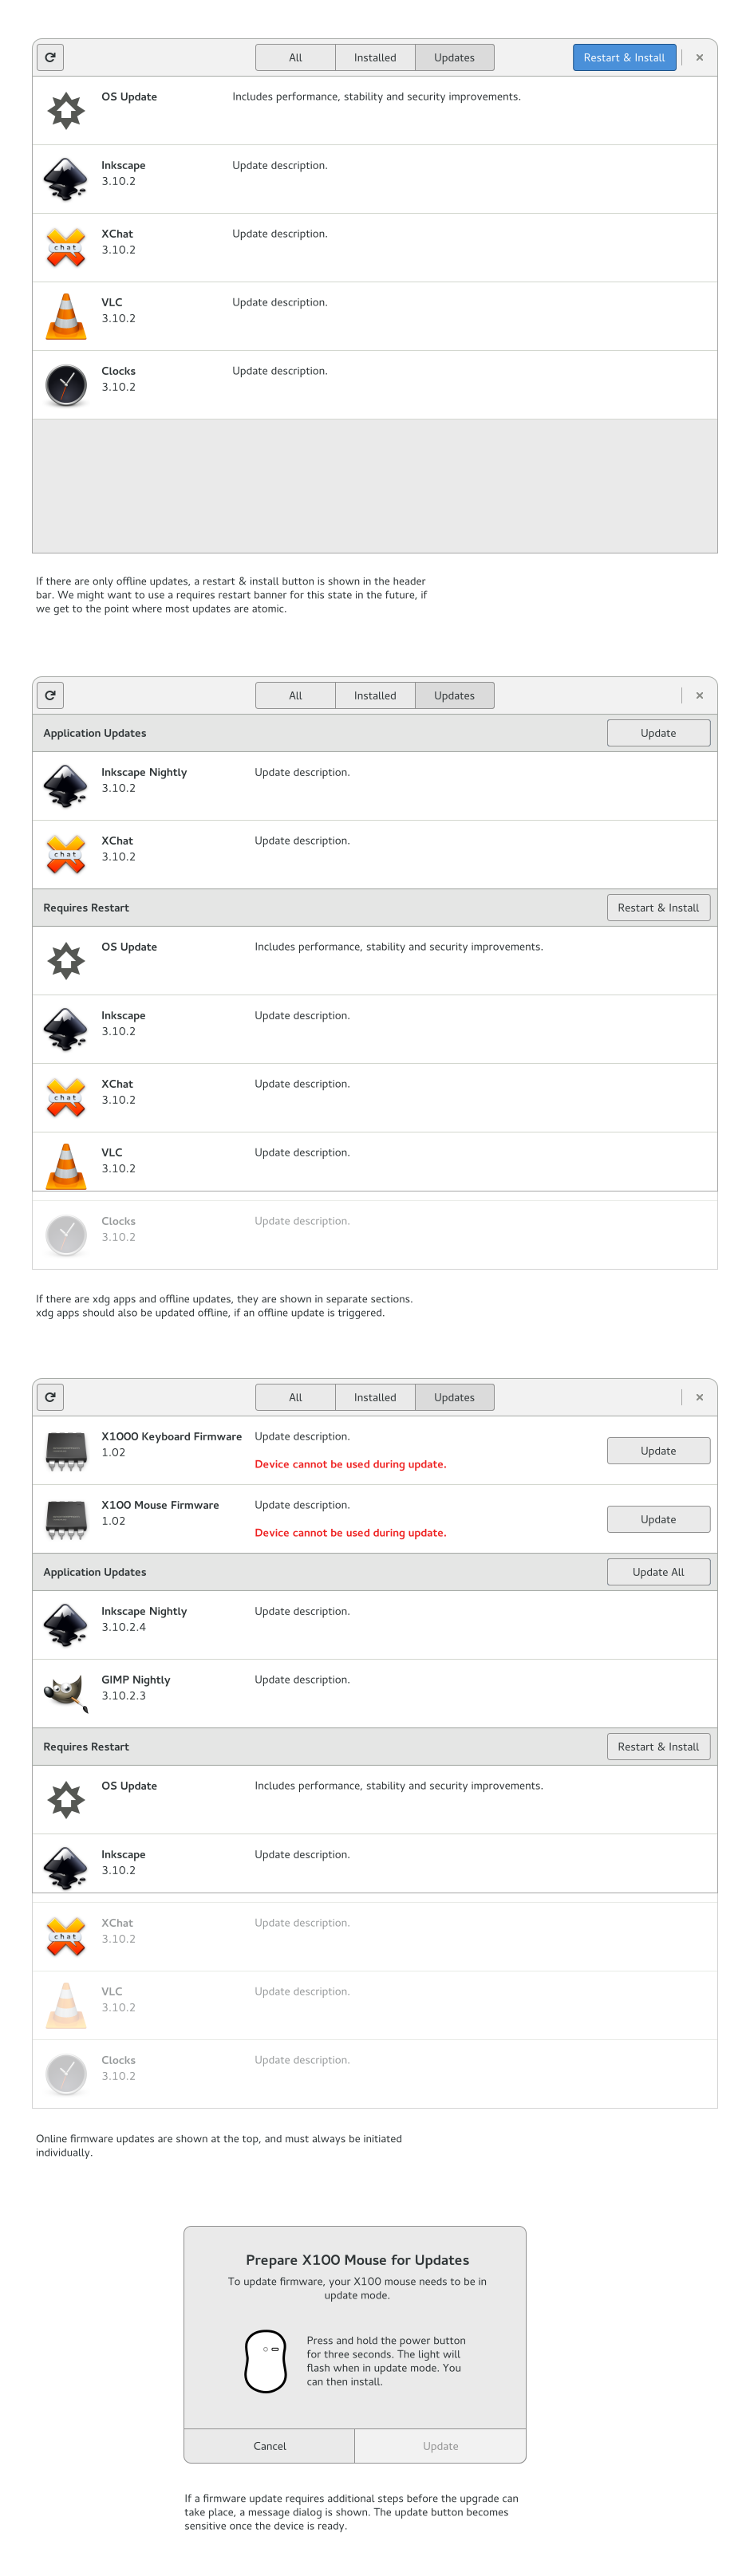 All Installed Updates Restart & Install
OS Update Includes performance, stability and security improvements.
Inkscape Update description.
3.10.2
XChat Update description.
chat 3.10.2
VLC Update description.
3.10.2
Clocks Update description.
3.10.2
If there are only offline updates, a restart & install button is shown in the header
bar. We might want to use a requires restart banner for this state in the future, if
we get to the point where most updates are atomic.
All Installed Updates
Application Updates Update
Inkscape Nightly Update description.
3.10.2
XChat Update description.
chat 3.10.2
Requires Restart Restart & Install
OS Update Includes performance, stability and security improvements.
Inkscape Update description.
3.10.2
XChat Update description.
chat 3.10.2
VLC Update description.
3.10.2
Clocks Update description.
3.10.2
If there are xdg apps and offline updates, they are shown in separate sections.
xdg apps should also be updated offline, if an offline update is triggered.
All Installed Updates
X1000 Keyboard Firmware Update description.
1.02 Update
Device cannot be used during update.
X100 Mouse Firmware Update description.
1.02 Update
Device cannot be used during update.
Application Updates Update All
Inkscape Nightly Update description.
3.10.2.4
GIMP Nightly Update description.
3.10.2.3
Requires Restart Restart & Install
OS Update Includes performance, stability and security improvements.
Inkscape Update description.
3.10.2
XChat Update description.
chat 3.10.2
VLC Update description.
3.10.2
Clocks Update description.
3.10.2
Online firmware updates are shown at the top, and must always be initiated
individually.
Prepare X100 Mouse for Updates
To update firmware, your X100 mouse needs to be in
update mode.
Press and hold the power button
for three seconds. The light will
flash when in update mode. You
can then install.
Cancel Update
If a firmware update requires additional steps before the upgrade can
take place, a message dialog is shown. The update button becomes
sensitive once the device is ready.